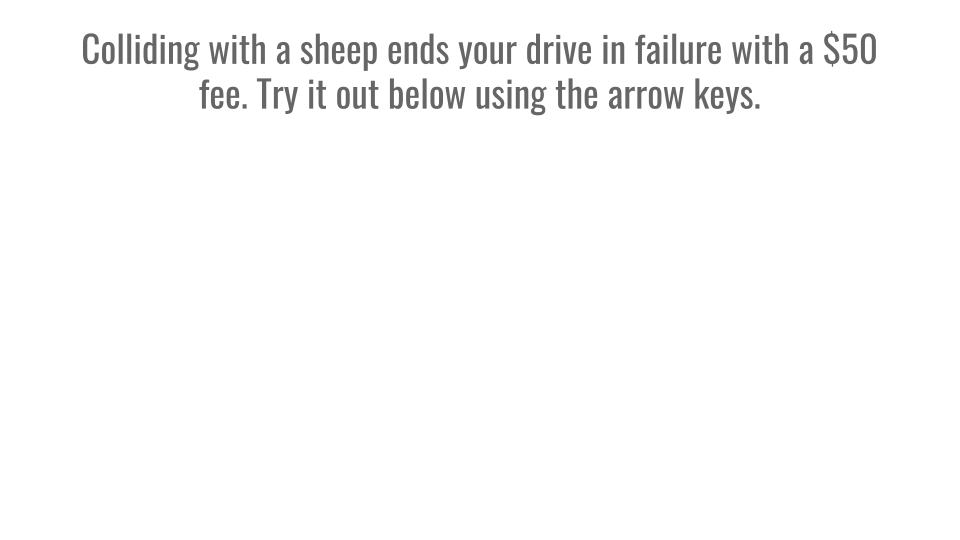 Colliding with a sheep ends your drive in failure with a $50
fee. Try it out below using the arrow keys.